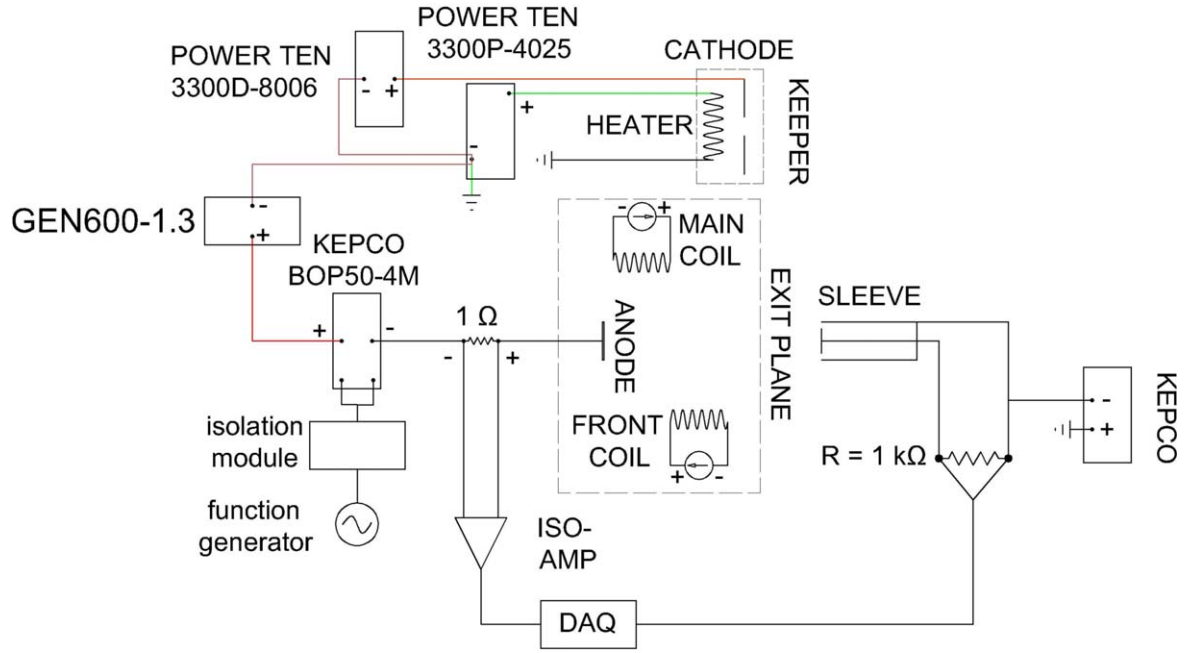 POWER TEN
3300P-4025
POWER TEN
3300D-8006
CATHODE
KEEPER
- +
+
HEATER
-
GEN600-1.3
-
+
KEPCO
BOP50-4M
+ -
1 Ω
- +
- +
MAIN
COIL
ANODE
EXIT PLANE
FRONT
COIL
+ -
SLEEVE
KEPCO
-
+
R = 1 kΩ
isolation
module
function
generator
ISO-
AMP
DAQ